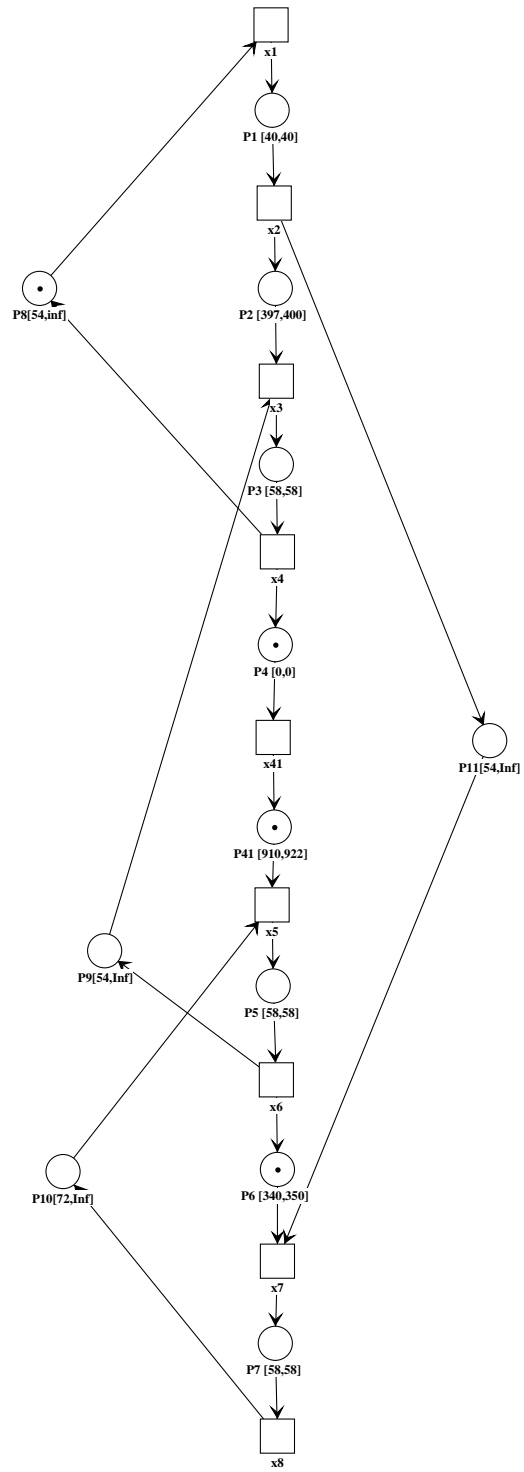 x1
P1 [40,40]
x2
P8[54,inf]
P2 [397,400]
x3
P3 [58,58]
x4
P4 [0,0]
x41
P11[54,Inf]
P41 [910,922]
x5
P9[54,Inf]
P5 [58,58]
x6
P10[72,Inf]
P6 [340,350]
x7
P7 [58,58]
x8